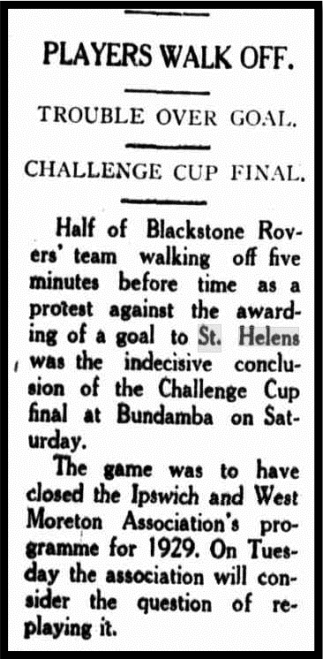 PLAYERS WALK OFF.
TROUBLE OVER GOAL.
CHALLENGE CUP FINAL.
Half of Blackstone Rov-
ers' team walking off five
minutes before time as a
protest against the award-
ing of a goal to St. Helens
was the indecisive conclu-
sion of the Challenge Cup
final at Bundamba on Sat-
urday.
The game was to have
closed the Ipswich and West
Moreton Association's pro-
gramme for 1929. On Tues-
day the association will con-
sider the question of re-
playing it.